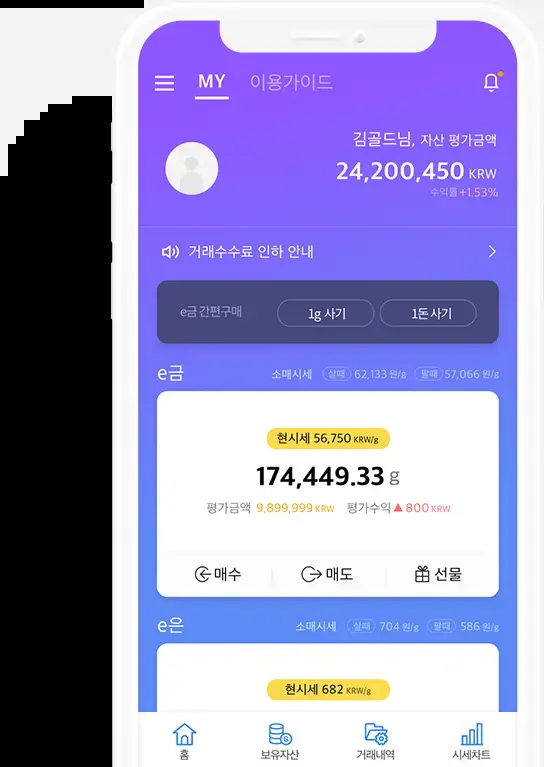 MY 이용가이드
김골드님, 자산 평가금액
24,200,450 KRW
수익률 +1.53%
거래수수료 인하 안내
e금 간편구매 1g 사기 1돈 사기
e금 소매시세 살때 62,133 원/g 팔때 57,066 원/g
현시세 56,750 KRW/g
174,449.33 g
평가금액 9,899,999 KRW 평가수익 ▲ 800 KRW
매수 매도 선물
e은 소매시세 살때 704 원/g 팔때 586 원/g
현시세 682 KRW/g
홈 보유자산 거래내역 시세차트